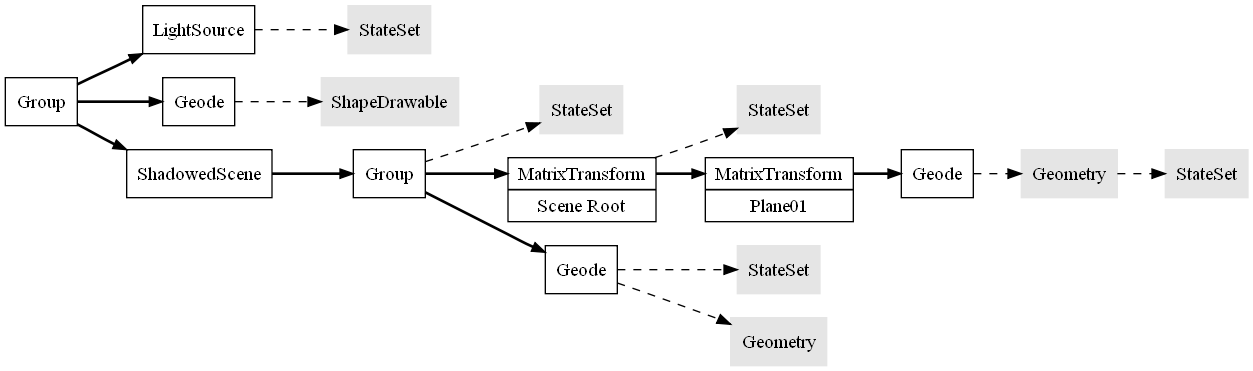 LightSource
StateSet
Group
Geode
ShapeDrawable
StateSet
StateSet
ShadowedScene
Group
MatrixTransform
Scene Root
MatrixTransform
Plane01
Geode
Geometry
StateSet
Geode
StateSet
Geometry